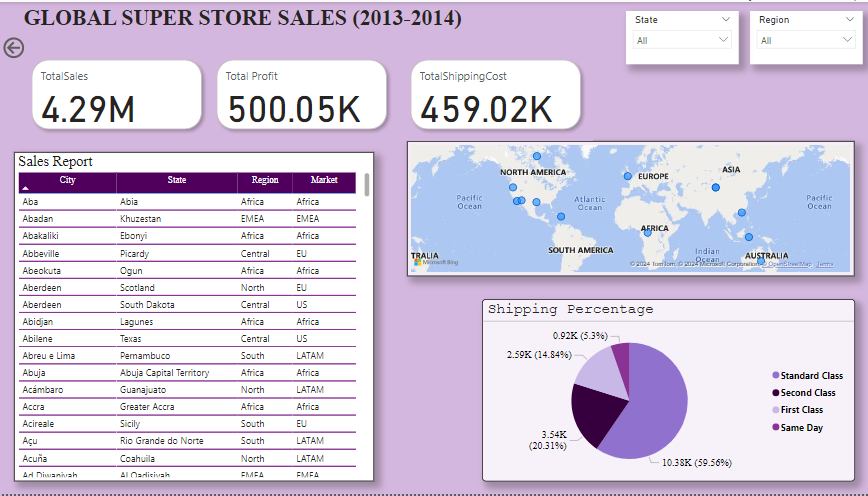 GLOBAL SUPER STORE SALES (2013-2014)
State
All
Region
All
TotalSales
4.29M
Total Profit
500.05K
TotalShippingCost
459.02K
Sales Report
City State Region Market
Aba Abia Africa Africa
Abadan Khuzestan EMEA EMEA
Abakaliki Ebonyi Africa Africa
Abbeville Picardy Central EU
Abeokuta Ogun Africa Africa
Aberdeen Scotland North EU
Aberdeen South Dakota Central US
Abidjan Lagunes Africa Africa
Abilene Texas Central US
Abreu e Lima Pernambuco South LATAM
Abuja Abuja Capital Territory Africa Africa
Acámbaro Guanajuato North LATAM
Accra Greater Accra Africa Africa
Acireale Sicily South EU
Açu Rio Grande do Norte South LATAM
Acuña Coahuila North LATAM
Ad Diwaniyah Al Qadisiyah EMEA EMEA
NORTH AMERICA
EUROPE
ASIA
Pacific
Ocean
Atlantic
Ocean
Pacific
Ocean
AFRICA
SOUTH AMERICA
Indian
Ocean
TRALIA
AUSTRALIA
Microsoft Bing
© 2024 TomTom, © 2024 Microsoft Corporation, © OpenStreetMap Terms
Shipping Percentage
0.92K (5.3%)
2.59K (14.84%)
3.54K
(20.31%)
10.38K (59.56%)
Standard Class
Second Class
First Class
Same Day